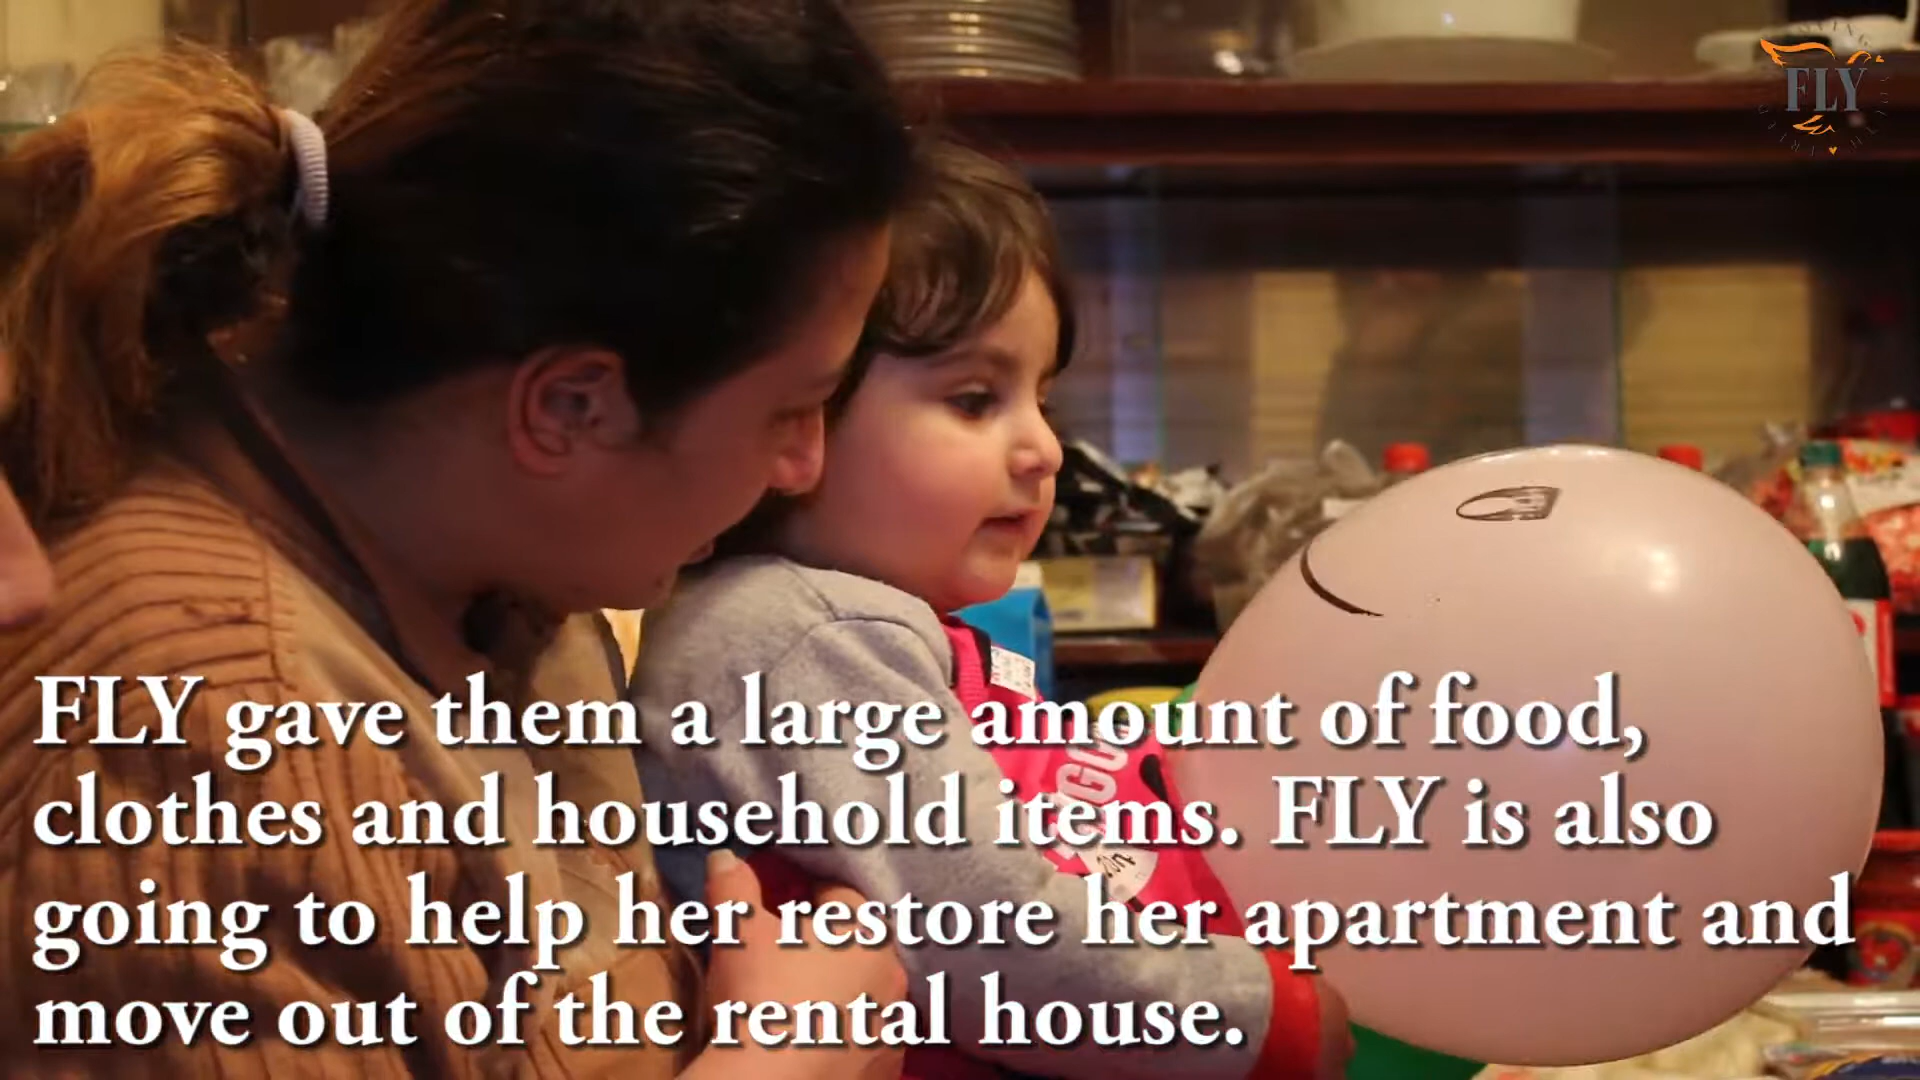 FLY
FLY gave them a large amount of food,
clothes and household items. FLY is also
going to help her restore her apartment and
move out of the rental house.